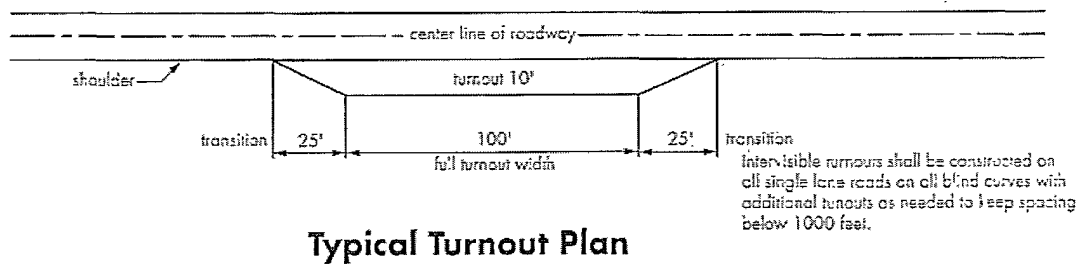 center line of roadway
shoulder
turnout 10'
transition 25' 100' 25' transition
full turnout width
Intervisible turnouts shall be constructed on
all single lane roads on all blind curves with
additional tunouts as needed to keep spacing
below 1000 feet.
Typical Turnout Plan